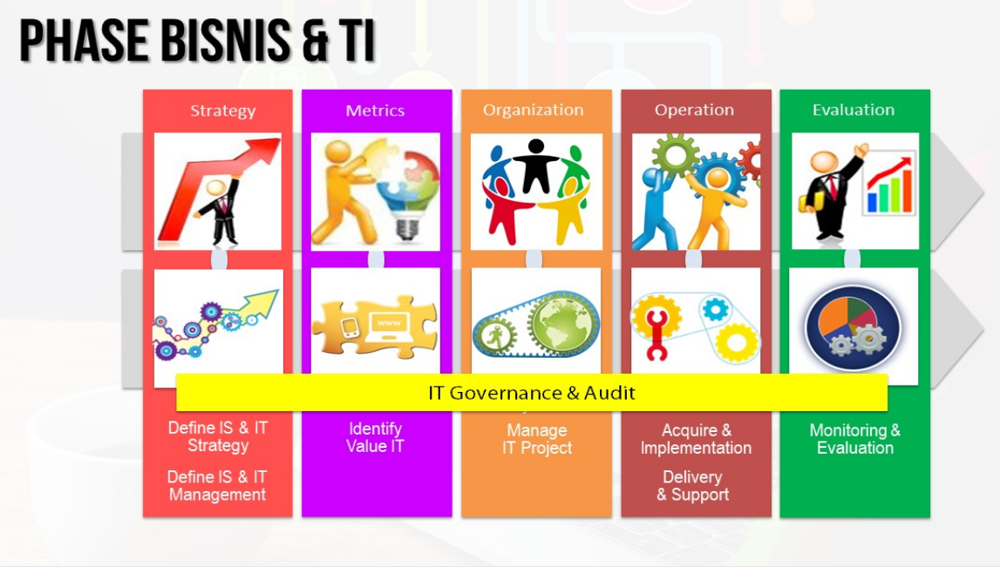 PHASE BISNIS & TI
Strategy
Metrics
Organization
Operation
Evaluation
www
IT Governance & Audit
Define IS & IT
Strategy
Define IS & IT
Management
Identify
Value IT
Manage
IT Project
Acquire &
Implementation
Delivery
& Support
Monitoring &
Evaluation